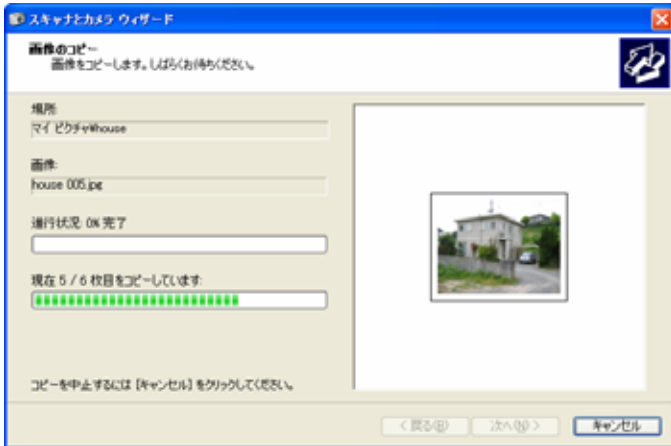 スキャナとカメラ ウィザード
画像のコピー
画像をコピーします。しばらくお待ちください。
場所:
マイ ピクチャ¥house
画像:
house 005.jpg
進行状況: 0% 完了
現在 5 / 6 枚目をコピーしています:
コピーを中止するには [キャンセル] をクリックしてください。
< 戻る(B)
次へ(N) >
キャンセル